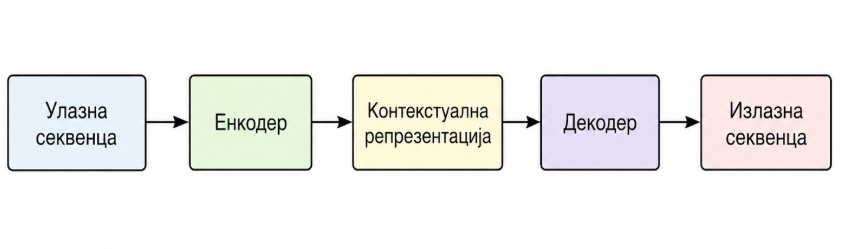 Улазна
секвенца
Енкодер
Контекстуална
репрезентација
Декодер
Излазна
секвенца